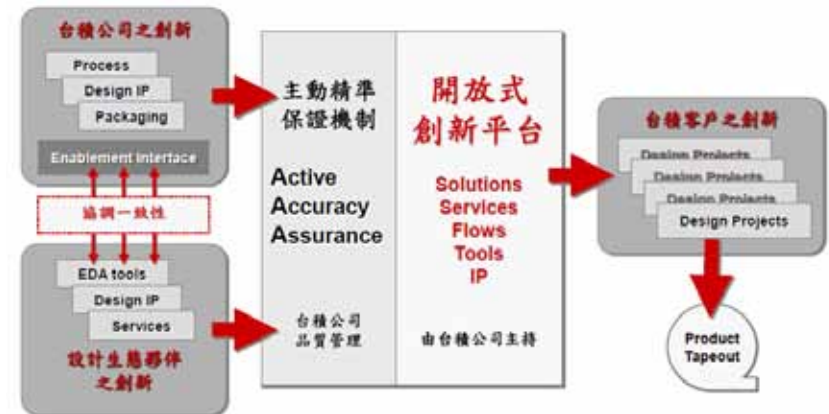 台積公司之創新
Process
Design IP
Packaging
Enablement Interface
協調一致性
EDA tools
Design IP
Services
設計生態夥伴
之創新
主動精準
保證機制
Active
Accuracy
Assurance
台積公司
品質管理
開放式
創新平台
Solutions
Services
Flows
Tools
IP
由台積公司主持
台積客戶之創新
Design Projects
Design Projects
Design Projects
Design Projects
Product
Tapeout